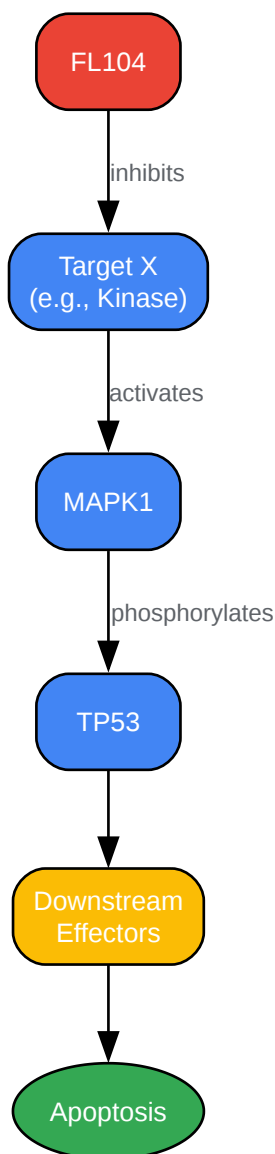 FL104
inhibits
Target X
(e.g., Kinase)
activates
MAPK1
phosphorylates
TP53
Downstream
Effectors
Apoptosis